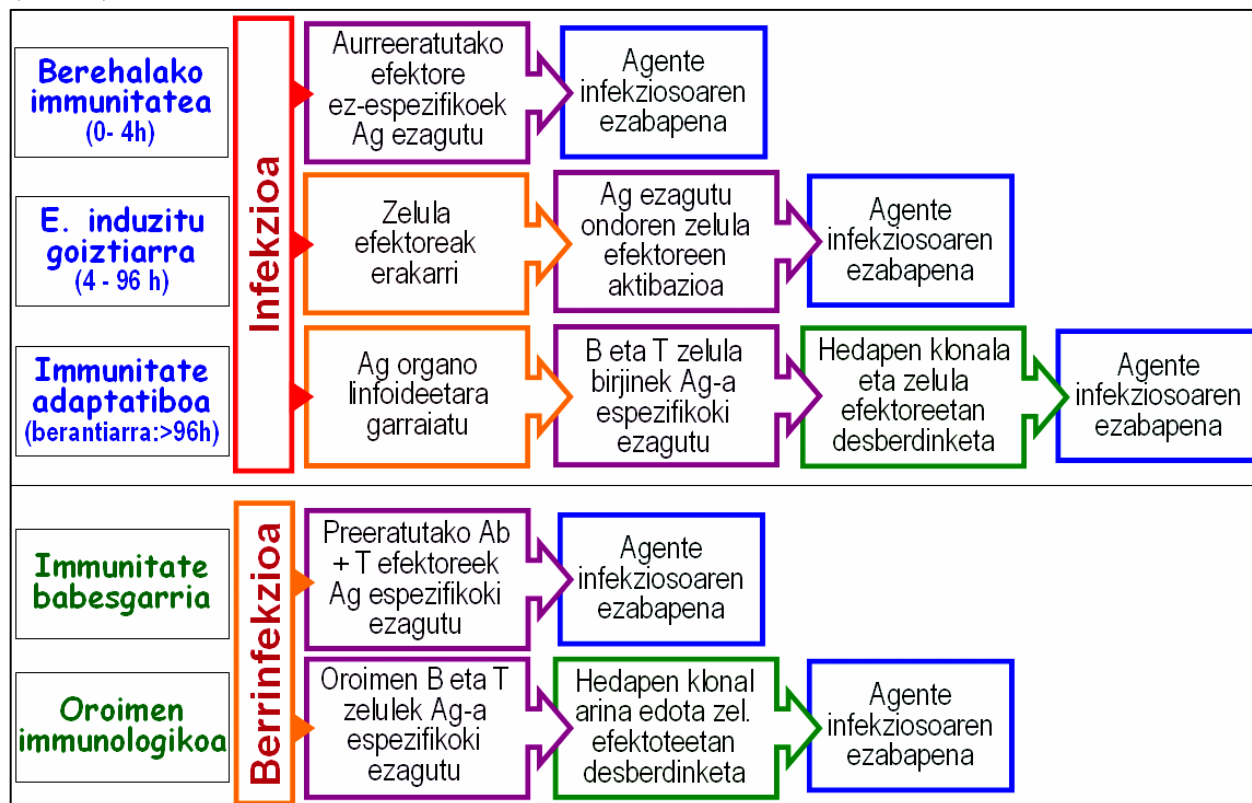 Berehalako
immunitatea
(0- 4h)
Infekzioa
Aurreeratutako
efektore
ez-espezifikoek
Ag ezagutu
Agente
infekziosoaren
ezabapena
E. induzitu
goiztiarra
(4 - 96 h)
Zelula
efektoreak
erakarri
Ag ezagutu
ondoren zelula
efektoreen
aktibazioa
Agente
infekziosoaren
ezabapena
Immunitate
adaptatiboa
(berantiarra:>96h)
Ag organo
linfoideetara
garraiatu
B eta T zelula
birjinek Ag-a
espezifikoki
ezagutu
Hedapen klonala
eta zelula
efektoreetan
desberdinketa
Agente
infekziosoaren
ezabapena
Immunitate
babesgarria
Berrinfekzioa
Preeratutako Ab
+ T efektoreek
Ag espezifikoki
ezagutu
Agente
infekziosoaren
ezabapena
Oroimen
immunologikoa
Oroimen B eta T
zelulek Ag-a
espezifikoki
ezagutu
Hedapen klonal
arina edota zel.
efektoteetan
desberdinketa
Agente
infekziosoaren
ezabapena